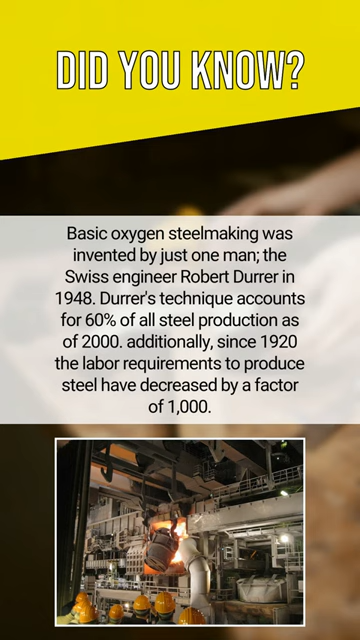 DID YOU KNOW?
Basic oxygen steelmaking was
invented by just one man; the
Swiss engineer Robert Durrer in
1948. Durrer's technique accounts
for 60% of all steel production as
of 2000. additionally, since 1920
the labor requirements to produce
steel have decreased by a factor
of 1,000.